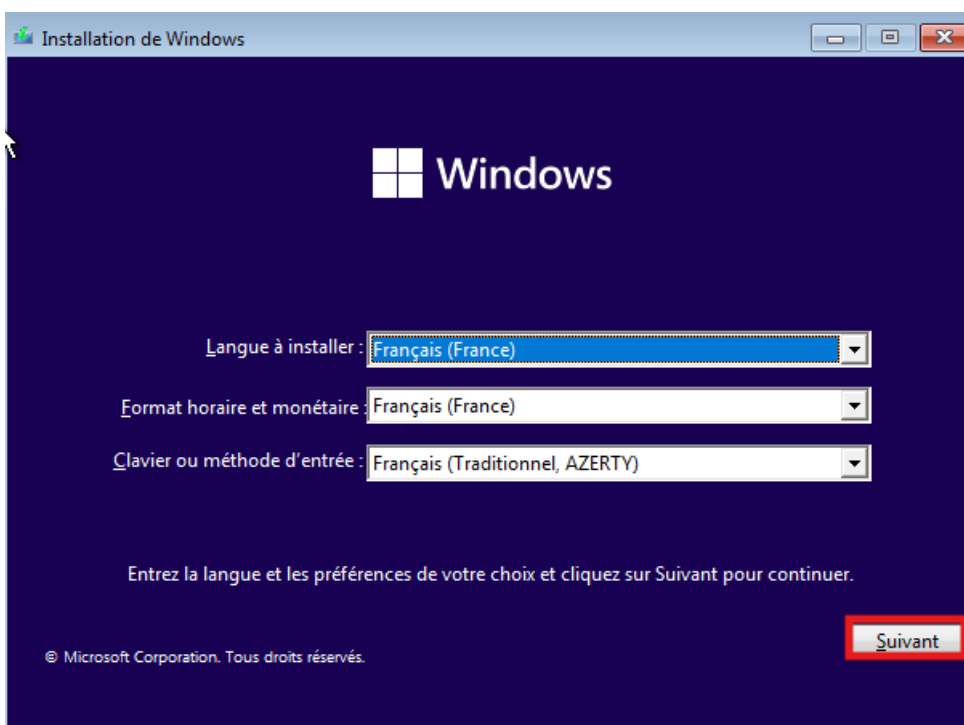 Installation de Windows
Windows
Langue à installer : Français (France)
Format horaire et monétaire : Français (France)
Clavier ou méthode d'entrée : Français (Traditionnel, AZERTY)
Entrez la langue et les préférences de votre choix et cliquez sur Suivant pour continuer.
Suivant
© Microsoft Corporation. Tous droits réservés.